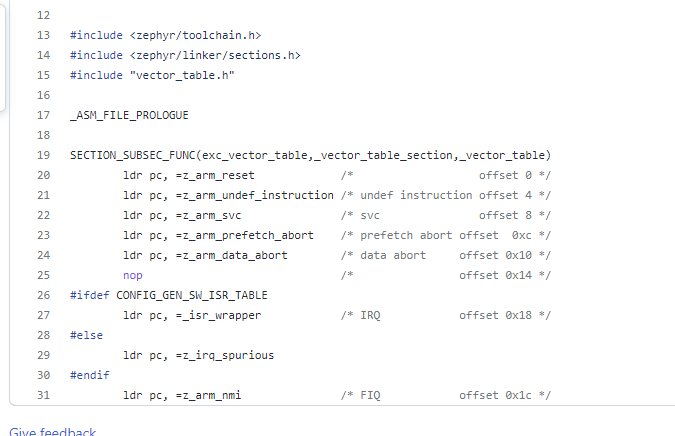 12
13 #include <zephyr/toolchain.h>
14 #include <zephyr/linker/sections.h>
15 #include "vector_table.h"
16
17 _ASM_FILE_PROLOGUE
18
19 SECTION_SUBSEC_FUNC(exc_vector_table,_vector_table_section,_vector_table)
20 ldr pc, =z_arm_reset /* offset 0 */
21 ldr pc, =z_arm_undef_instruction /* undef instruction offset 4 */
22 ldr pc, =z_arm_svc /* svc offset 8 */
23 ldr pc, =z_arm_prefetch_abort /* prefetch abort offset 0xc */
24 ldr pc, =z_arm_data_abort /* data abort offset 0x10 */
25 nop /* offset 0x14 */
26 #ifdef CONFIG_GEN_SW_ISR_TABLE
27 ldr pc, =_isr_wrapper /* IRQ offset 0x18 */
28 #else
29 ldr pc, =z_irq_spurious
30 #endif
31 ldr pc, =z_arm_nmi /* FIQ offset 0x1c */
Give feedback